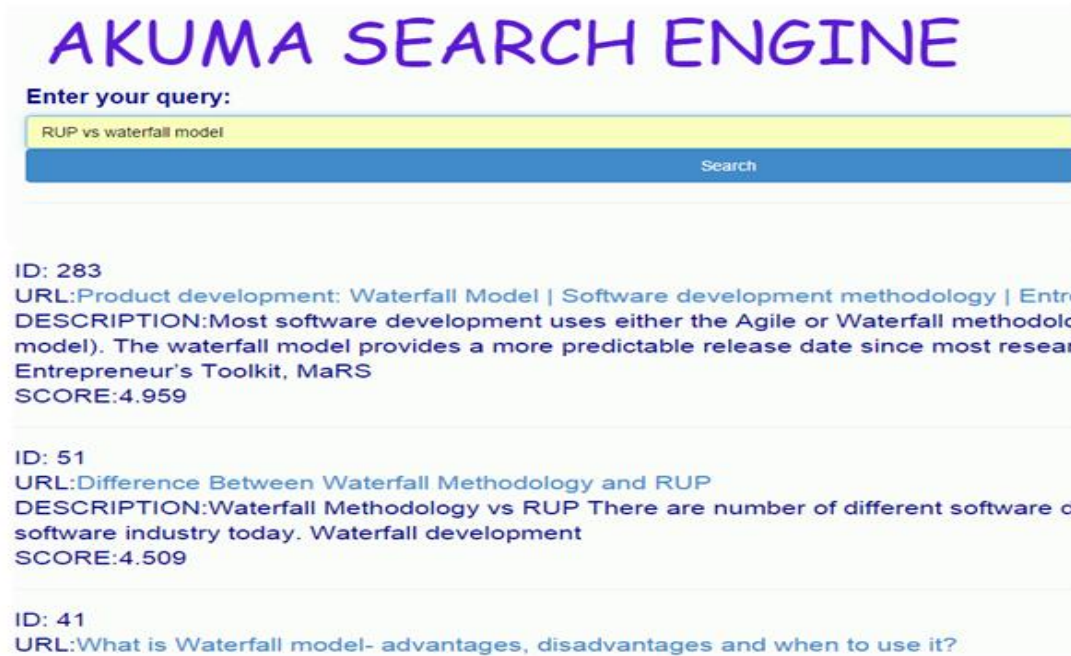 AKUMA SEARCH ENGINE
Enter your query:
RUP vs waterfall model
Search
ID: 283
URL:Product development: Waterfall Model | Software development methodology | Entr
DESCRIPTION:Most software development uses either the Agile or Waterfall methodolo
model). The waterfall model provides a more predictable release date since most resear
Entrepreneur's Toolkit, MaRS
SCORE:4.959
ID: 51
URL:Difference Between Waterfall Methodology and RUP
DESCRIPTION:Waterfall Methodology vs RUP There are number of different software d
software industry today. Waterfall development
SCORE:4.509
ID: 41
URL:What is Waterfall model- advantages, disadvantages and when to use it?